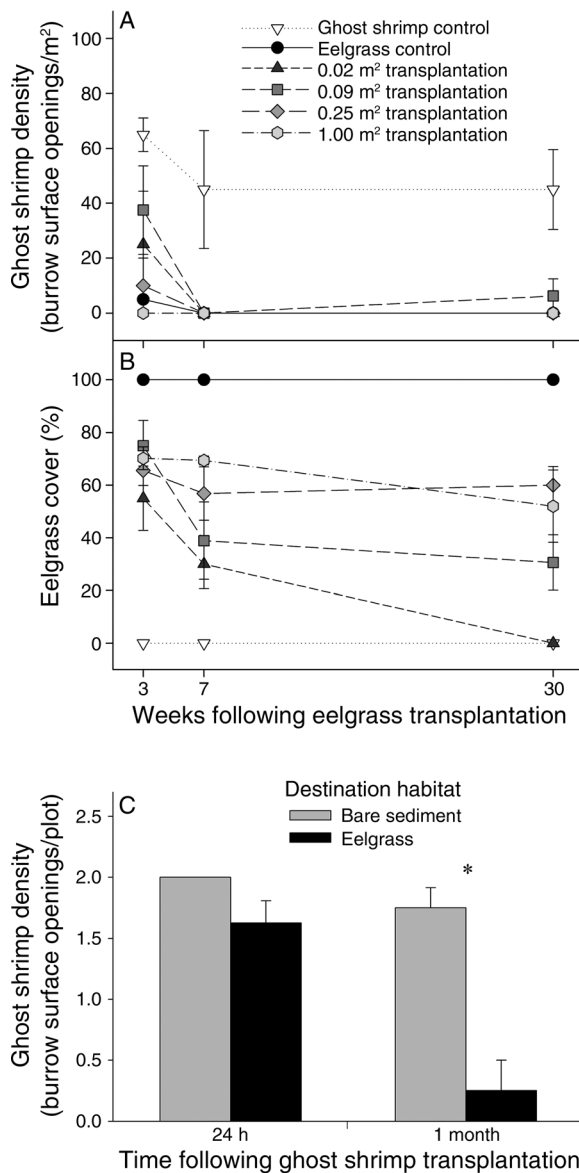 A
Ghost shrimp control
Eelgrass control
0.02 m² transplantation
0.09 m² transplantation
0.25 m² transplantation
1.00 m² transplantation
Ghost shrimp density
(burrow surface openings/m²)
100
80
60
40
20
0
B
Eelgrass cover (%)
100
80
60
40
20
0
3
7
30
Weeks following eelgrass transplantation
C
Destination habitat
Bare sediment
Eelgrass
Ghost shrimp density
(burrow surface openings/plot)
2.5
2.0
1.5
1.0
0.5
0.0
*
24 h
1 month
Time following ghost shrimp transplantation